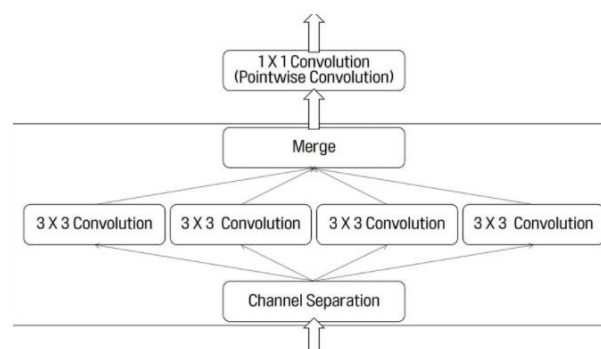 1 X 1 Convolution
(Pointwise Convolution)
Merge
3 X 3 Convolution
3 X 3 Convolution
3 X 3 Convolution
3 X 3 Convolution
Channel Separation